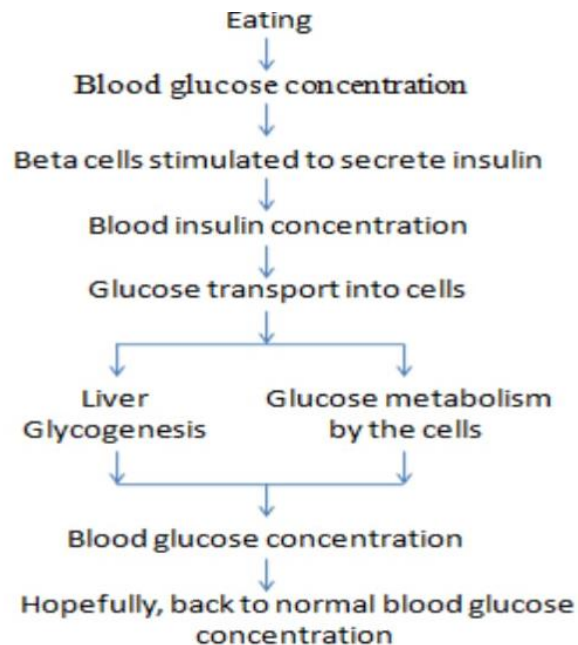 Eating
Blood glucose concentration
Beta cells stimulated to secrete insulin
Blood insulin concentration
Glucose transport into cells
Liver
Glycogenesis
Glucose metabolism
by the cells
Blood glucose concentration
Hopefully, back to normal blood glucose
concentration